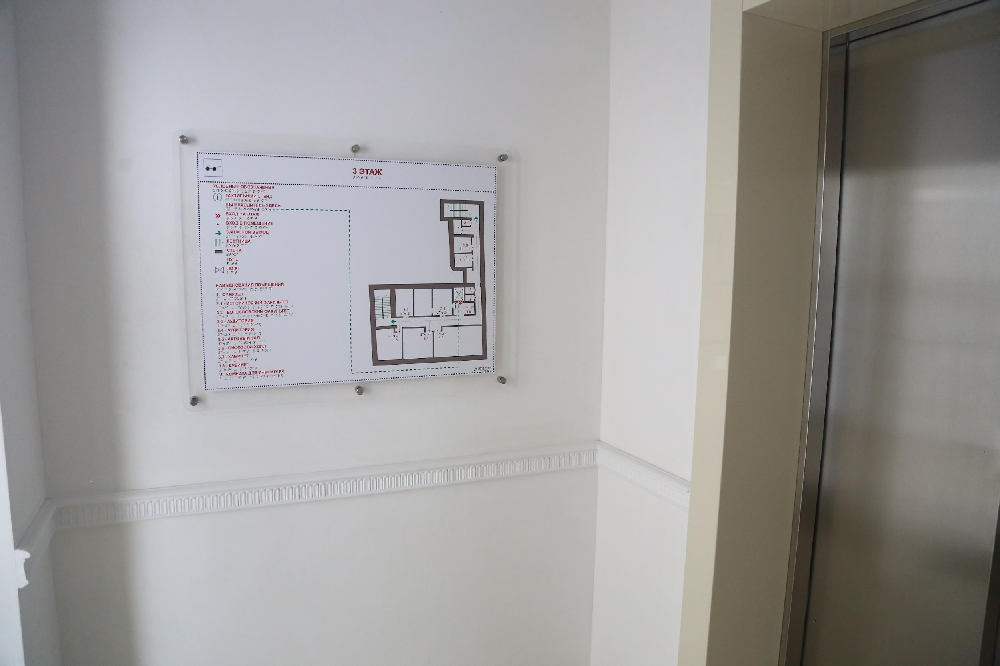 3 ЭТАЖ
УСЛОВНЫЕ ОБОЗНАЧЕНИЯ
ТАКТИЛЬНЫЙ СТЕНД
ВЫ НАХОДИТЕСЬ ЗДЕСЬ
ВХОД НА ЭТАЖ
ВХОД В ПОМЕЩЕНИЕ
ЗАПАСНОЙ ВЫХОД
ЛЕСТНИЦА
СТЕНА
ПУТЬ
ЛИФТ
НАИМЕНОВАНИЯ ПОМЕЩЕНИЙ
1 - САНУЗЕЛ
3.1 - ИСТОРИЧЕСКИЙ ФАКУЛЬТЕТ
3.2 - БОГОСЛОВСКИЙ ФАКУЛЬТЕТ
3.3 - АУДИТОРИЯ
3.4 - АУДИТОРИЯ
3.5 - АКТОВЫЙ ЗАЛ
3.6 - ЛИФТОВОЙ ХОЛЛ
3.7 - КАБИНЕТ
3.8 - КАБИНЕТ
И - КОМНАТА ДЛЯ ИНВЕНТАРЯ
И
3.8
3.7
3.1
3.2
3.6
3.3
3.4
3.5